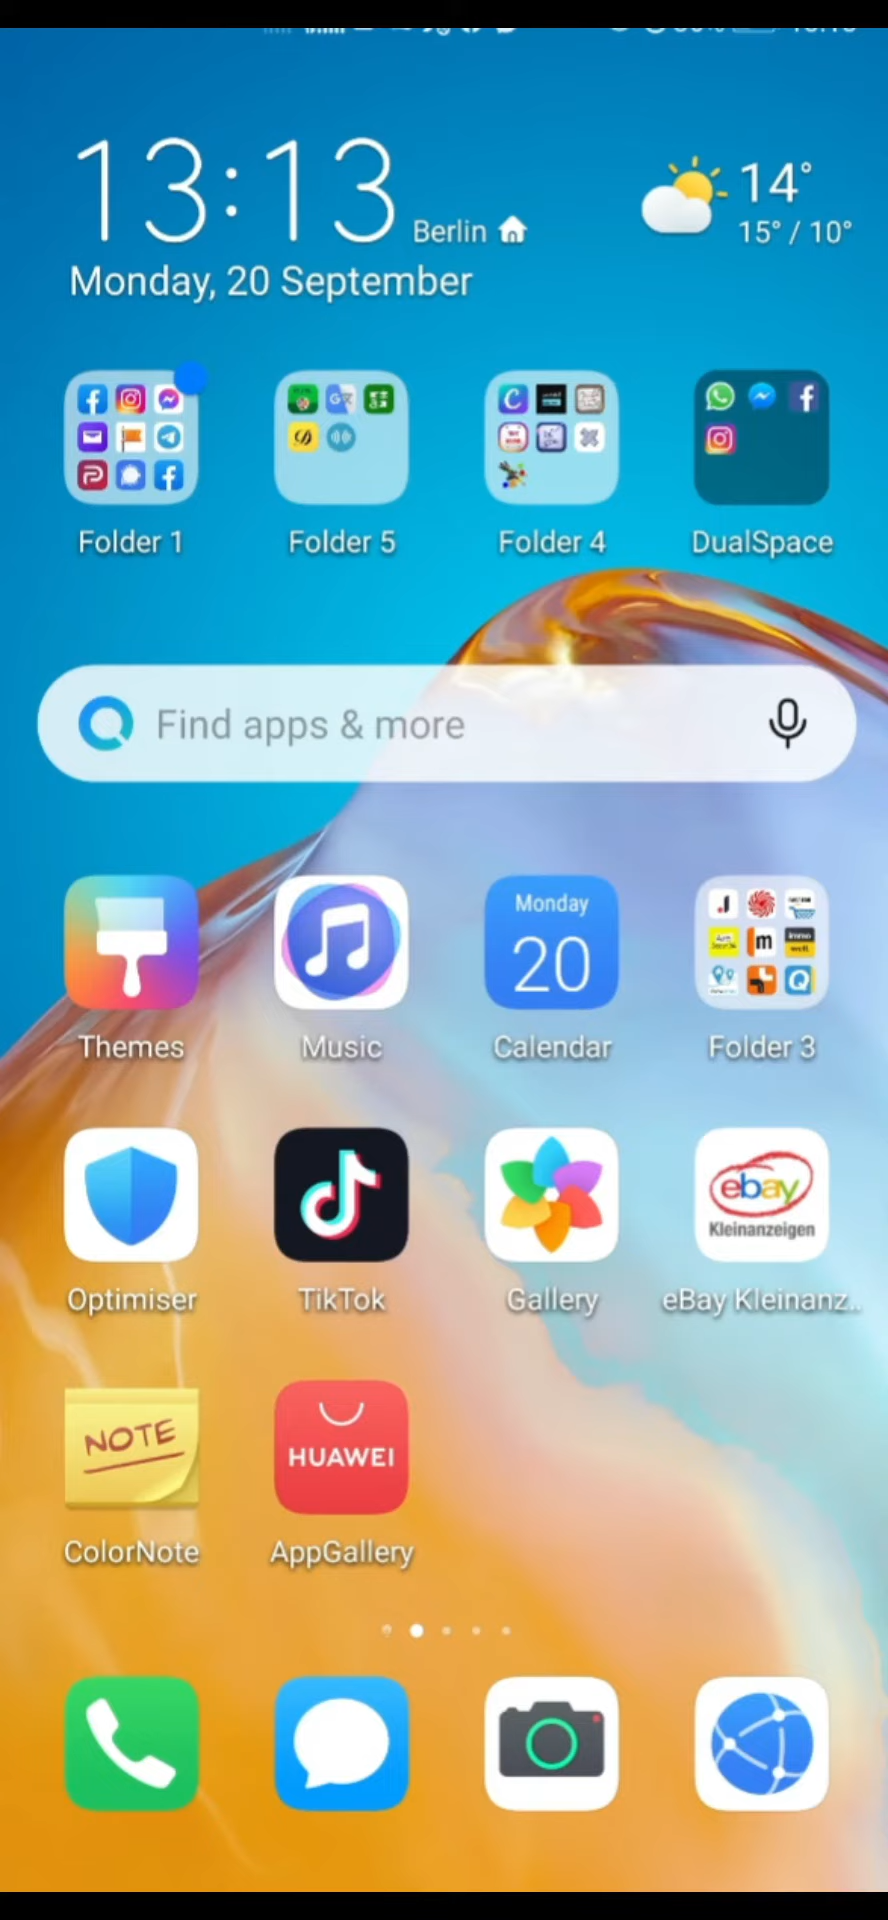 13:13
Berlin
14°
15° / 10°
Monday, 20 September
Folder 1
Folder 5
Folder 4
DualSpace
Find apps & more
Monday
20
m
Themes
Music
Calendar
Folder 3
ebay
Kleinanzeigen
Optimiser
TikTok
Gallery
eBay Kleinanz..
NOTE
HUAWEI
ColorNote
AppGallery